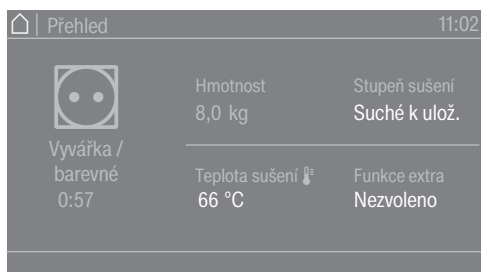 Přehled
11:02
Vyvářka /
barevné
0:57
Hmotnost
8,0 kg
Stupeň sušení
Suché k ulož.
Teplota sušení
66 °C
Funkce extra
Nezvoleno